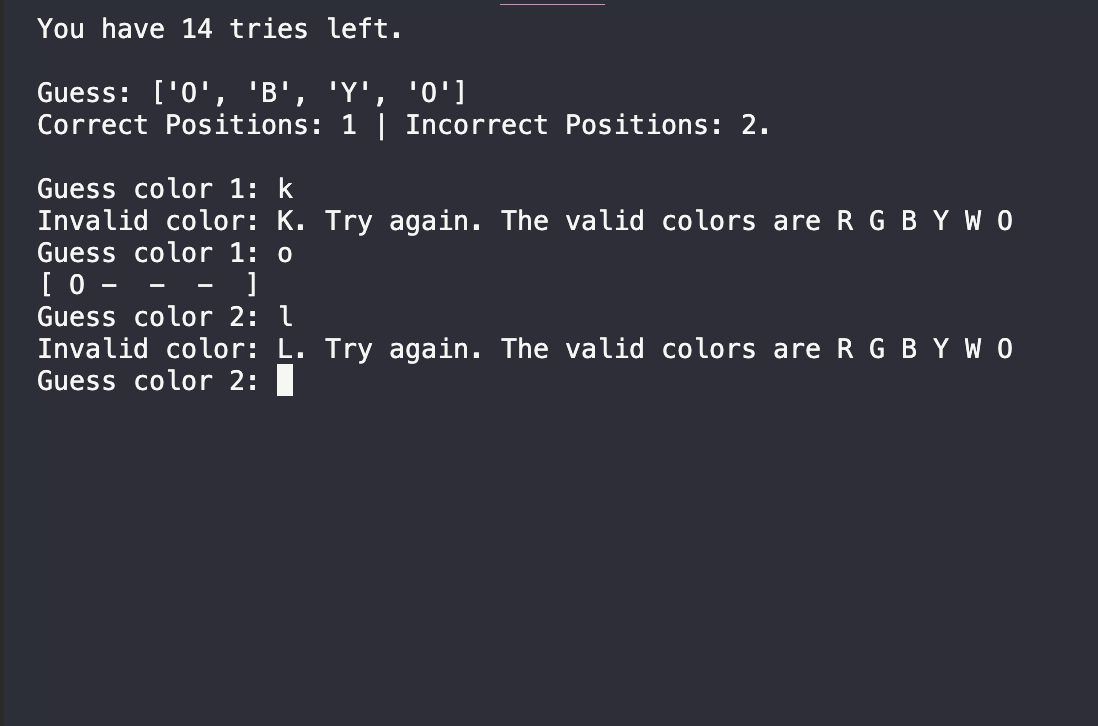 You have 14 tries left.
Guess: ['O', 'B', 'Y', 'O']
Correct Positions: 1 | Incorrect Positions: 2.
Guess color 1: k
Invalid color: K. Try again. The valid colors are R G B Y W O
Guess color 1: o
[ O –  –  –  ]
Guess color 2: l
Invalid color: L. Try again. The valid colors are R G B Y W O
Guess color 2: